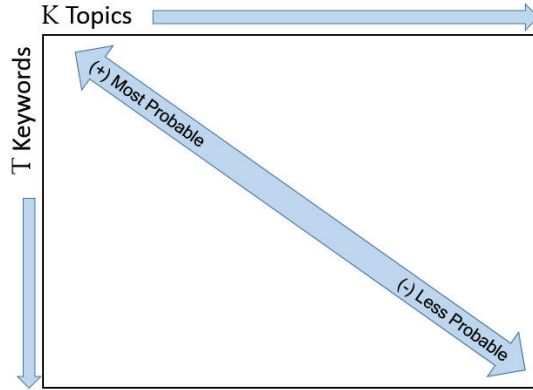 K Topics
T Keywords
(+) Most Probable
(-) Less Probable